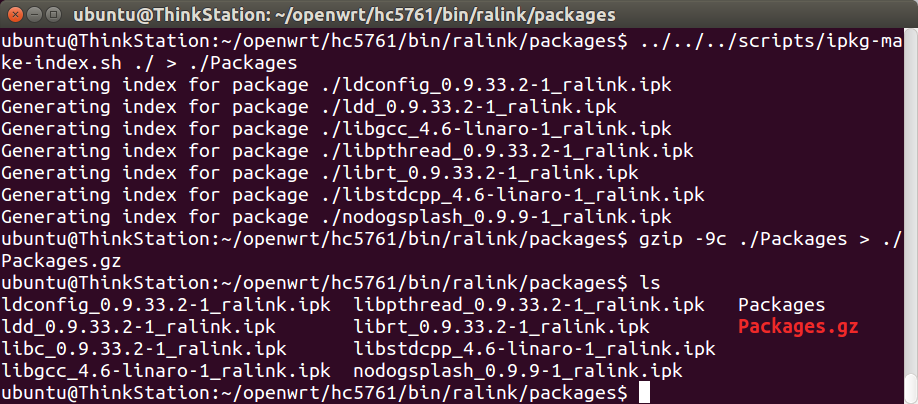 ubuntu@ThinkStation: ~/openwrt/hc5761/bin/ralink/packages
ubuntu@ThinkStation:~/openwrt/hc5761/bin/ralink/packages$ ../../../scripts/ipkg-ma
ke-index.sh ./ > ./Packages
Generating index for package ./ldconfig_0.9.33.2-1_ralink.ipk
Generating index for package ./ldd_0.9.33.2-1_ralink.ipk
Generating index for package ./libgcc_4.6-linaro-1_ralink.ipk
Generating index for package ./libpthread_0.9.33.2-1_ralink.ipk
Generating index for package ./librt_0.9.33.2-1_ralink.ipk
Generating index for package ./libstdcpp_4.6-linaro-1_ralink.ipk
Generating index for package ./nodogsplash_0.9.9-1_ralink.ipk
ubuntu@ThinkStation:~/openwrt/hc5761/bin/ralink/packages$ gzip -9c ./Packages > ./
Packages.gz
ubuntu@ThinkStation:~/openwrt/hc5761/bin/ralink/packages$ ls
ldconfig_0.9.33.2-1_ralink.ipk  libpthread_0.9.33.2-1_ralink.ipk   Packages
ldd_0.9.33.2-1_ralink.ipk       librt_0.9.33.2-1_ralink.ipk        Packages.gz
libc_0.9.33.2-1_ralink.ipk      libstdcpp_4.6-linaro-1_ralink.ipk
libgcc_4.6-linaro-1_ralink.ipk  nodogsplash_0.9.9-1_ralink.ipk
ubuntu@ThinkStation:~/openwrt/hc5761/bin/ralink/packages$